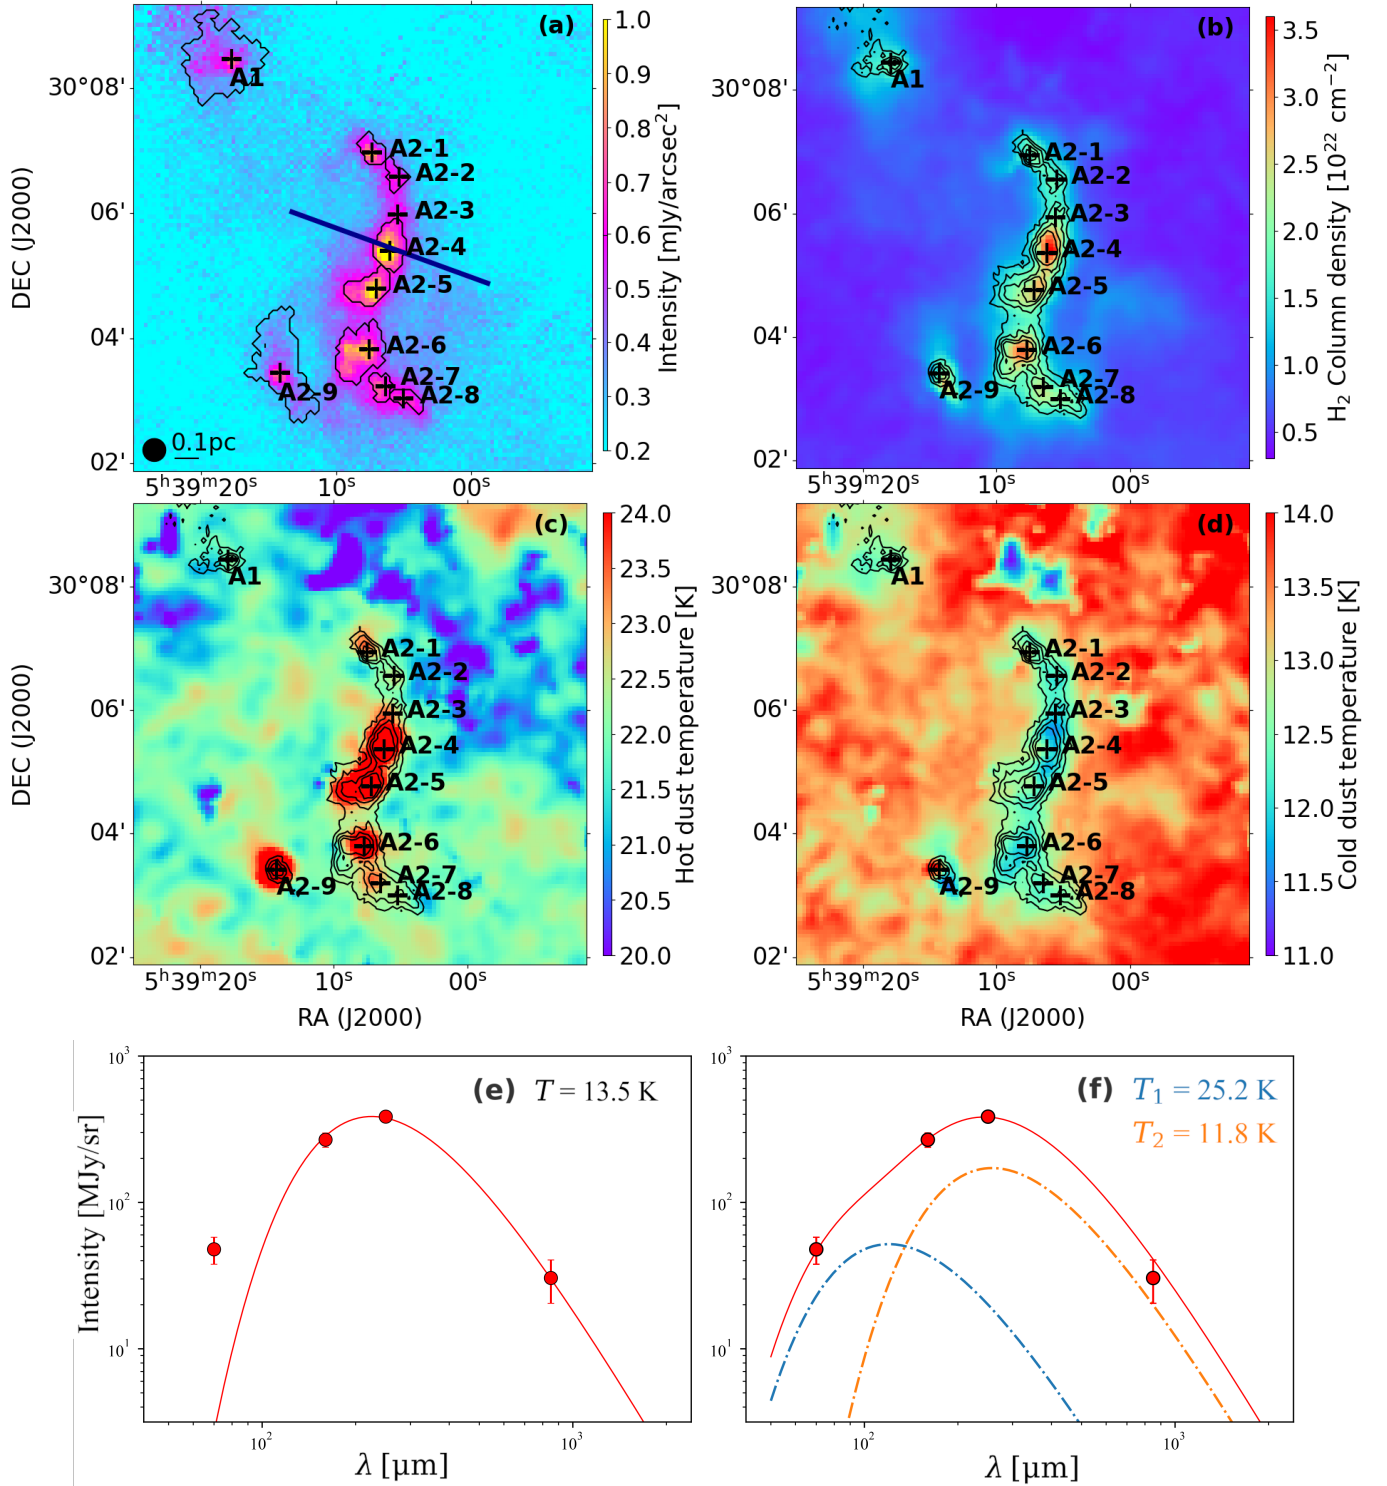 (a)
A1
A2-1
A2-2
A2-3
A2-4
A2-5
A2-6
A2-7
A2-8
A2-9
0.1pc
30°08'
06'
04'
02'
DEC (J2000)
5ʰ39ᵐ20ˢ 10ˢ 00ˢ
1.0
0.9
0.8
0.7
0.6
0.5
0.4
0.3
0.2
Intensity [mJy/arcsec²]
(b)
A1
A2-1
A2-2
A2-3
A2-4
A2-5
A2-6
A2-7
A2-8
A2-9
30°08'
06'
04'
02'
5ʰ39ᵐ20ˢ 10ˢ 00ˢ
3.5
3.0
2.5
2.0
1.5
1.0
0.5
H₂ Column density [10²² cm⁻²]
(c)
A1
A2-1
A2-2
A2-3
A2-4
A2-5
A2-6
A2-7
A2-8
A2-9
30°08'
06'
04'
02'
DEC (J2000)
5ʰ39ᵐ20ˢ 10ˢ 00ˢ
RA (J2000)
24.0
23.5
23.0
22.5
22.0
21.5
21.0
20.5
20.0
Hot dust temperature [K]
(d)
A1
A2-1
A2-2
A2-3
A2-4
A2-5
A2-6
A2-7
A2-8
A2-9
30°08'
06'
04'
02'
5ʰ39ᵐ20ˢ 10ˢ 00ˢ
RA (J2000)
14.0
13.5
13.0
12.5
12.0
11.5
11.0
Cold dust temperature [K]
(e) T = 13.5 K
10³
10²
10¹
Intensity [MJy/sr]
10² 10³
λ [μm]
(f) T₁ = 25.2 K
T₂ = 11.8 K
10³
10²
10¹
10² 10³
λ [μm]